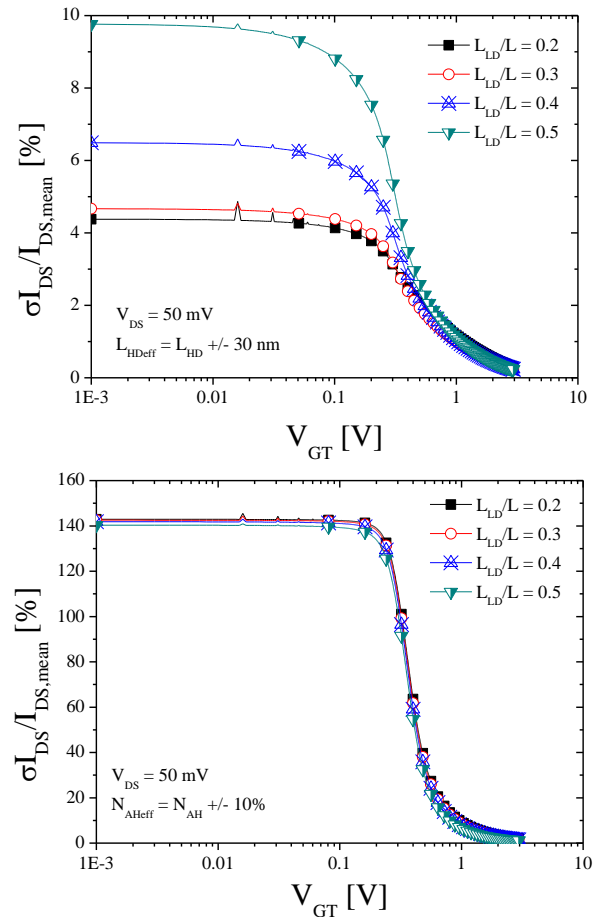 10
8
6
4
2
0
σI_DS/I_DS,mean [%]
L_LD/L = 0.2
L_LD/L = 0.3
L_LD/L = 0.4
L_LD/L = 0.5
V_DS = 50 mV
L_HDeff = L_HD +/- 30 nm
1E-3 0.01 0.1 1 10
V_GT [V]
160
140
120
100
80
60
40
20
0
σI_DS/I_DS,mean [%]
L_LD/L = 0.2
L_LD/L = 0.3
L_LD/L = 0.4
L_LD/L = 0.5
V_DS = 50 mV
N_AHeff = N_AH +/- 10%
1E-3 0.01 0.1 1 10
V_GT [V]